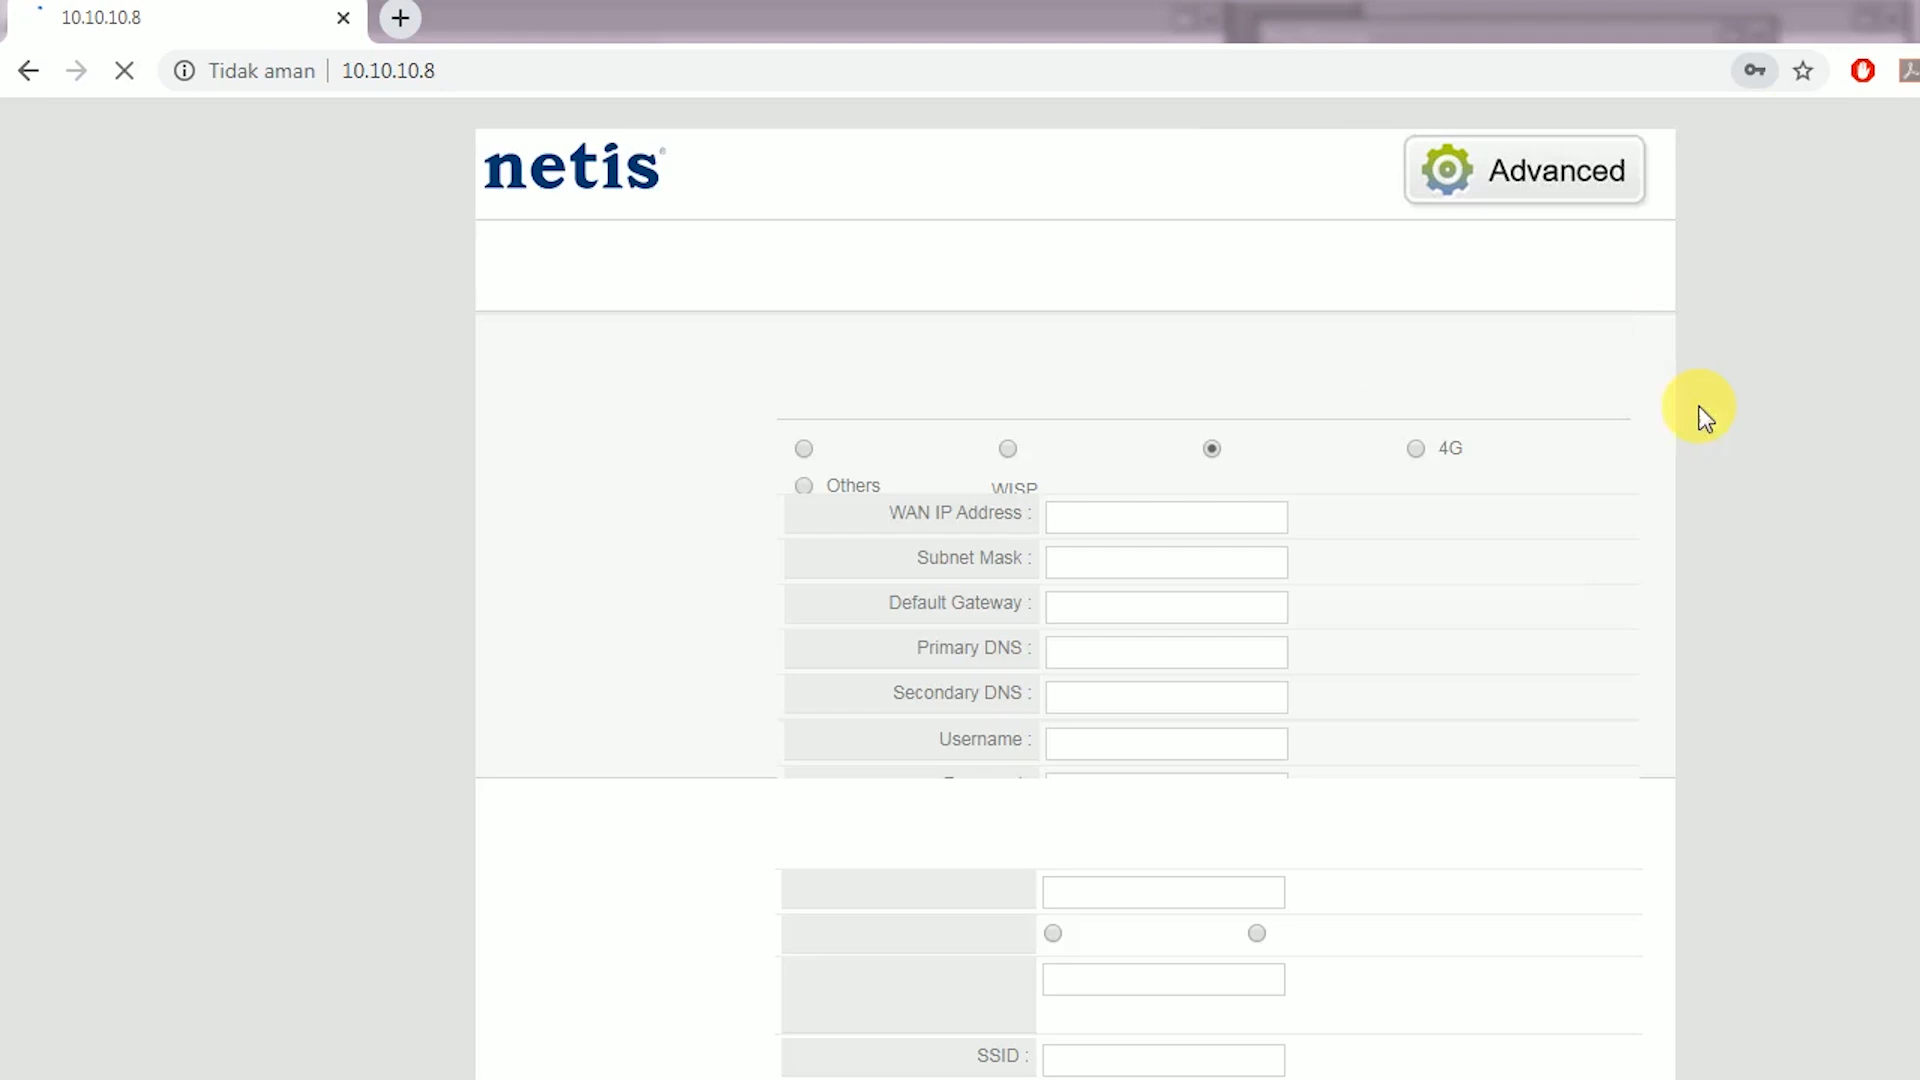 10.10.10.8
Tidak aman
10.10.10.8
netis
Advanced
4G
Others
WISP
WAN IP Address :
Subnet Mask :
Default Gateway :
Primary DNS :
Secondary DNS :
Username :
SSID :